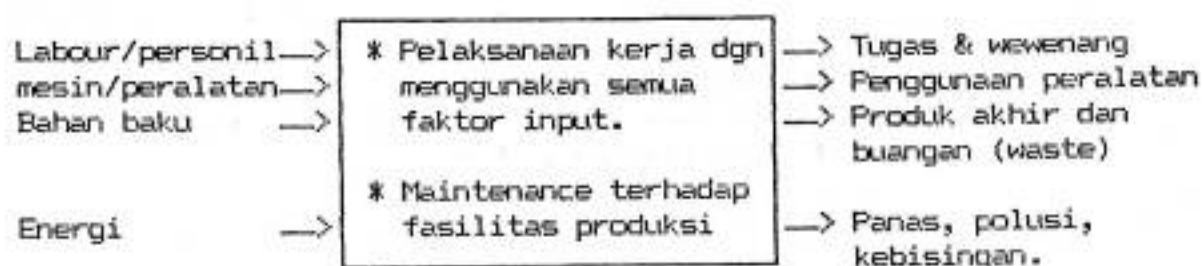 Labour/personil—> * Pelaksanaan kerja dgn —> Tugas & wewenang
mesin/peralatan—> menggunakan semua —> Penggunaan peralatan
Bahan baku —> faktor input. —> Produk akhir dan
buangan (waste)
* Maintenance terhadap
Energi —> fasilitas produksi —> Panas, polusi,
kebisingan.